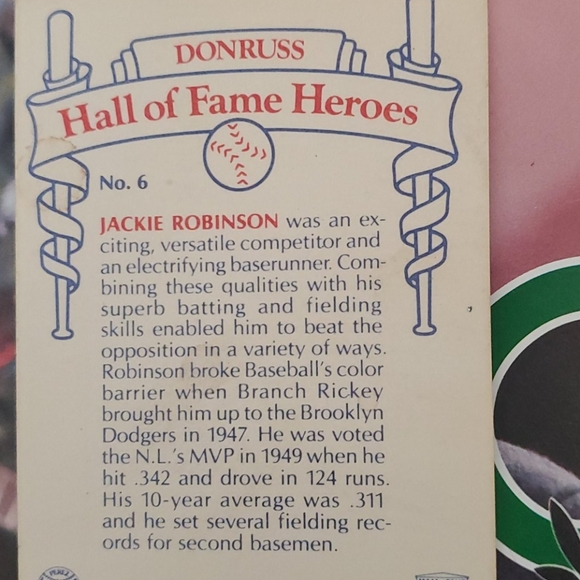 DONRUSS
Hall of Fame Heroes
No. 6
JACKIE ROBINSON was an ex-
citing, versatile competitor and
an electrifying baserunner. Com-
bining these qualities with his
superb batting and fielding
skills enabled him to beat the
opposition in a variety of ways.
Robinson broke Baseball's color
barrier when Branch Rickey
brought him up to the Brooklyn
Dodgers in 1947. He was voted
the N.L.'s MVP in 1949 when he
hit .342 and drove in 124 runs.
His 10-year average was .311
and he set several fielding rec-
ords for second basemen.